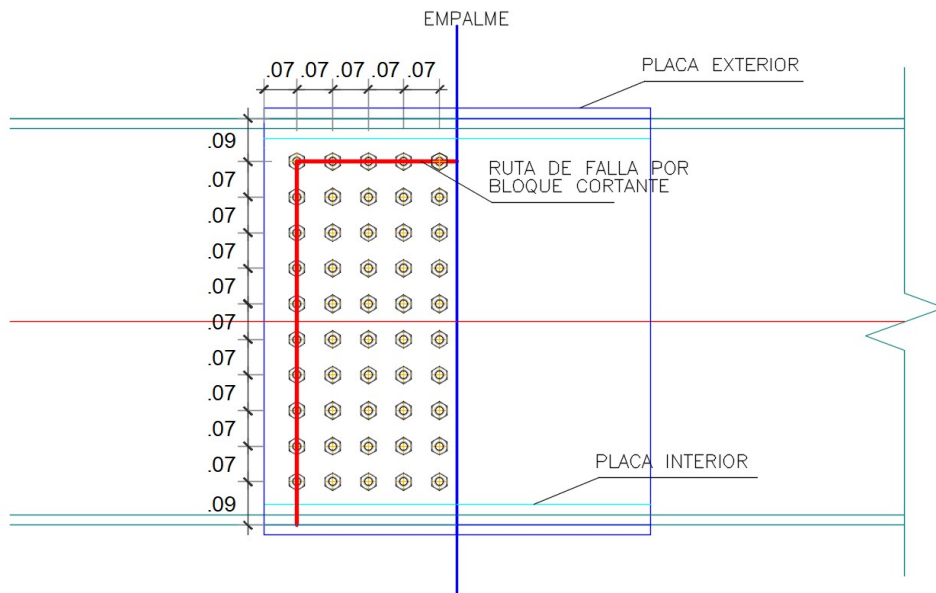 EMPALME
PLACA EXTERIOR
.07 .07 .07 .07 .07
.09
.07
.07
.07
.07
.07
.07
.07
.07
.07
.09
RUTA DE FALLA POR
BLOQUE CORTANTE
PLACA INTERIOR